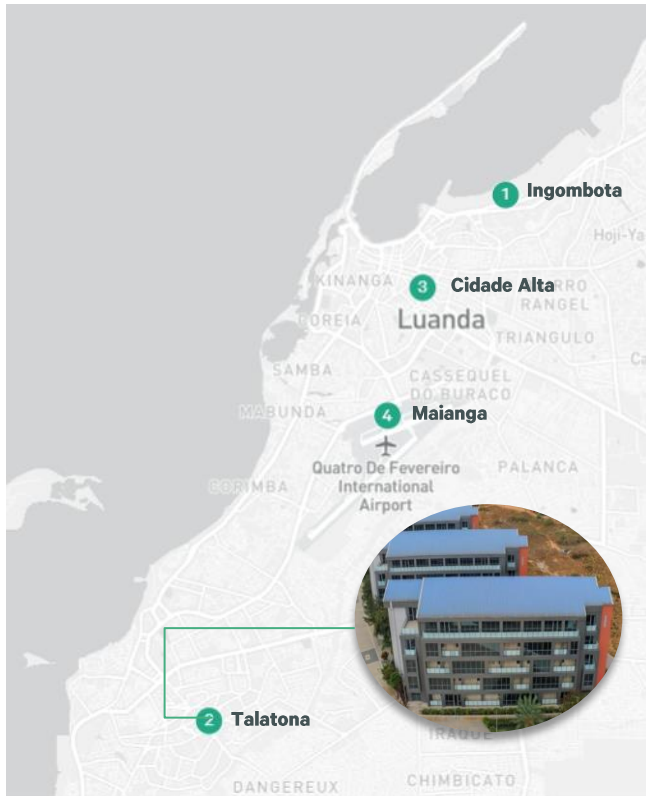 1 Ingombota
Hoji-Ya
KINANGA
3 Cidade Alta
RRO
RANGEL
COREIA
Luanda
TRIANGULO
Ca
SAMBA
CASSEQUEL
DO BURACO
MABUNDA
4 Maianga
Quatro De Fevereiro
International
Airport
PALANCA
CORIMBA
2 Talatona
IRAQUE
DANGEREUX
CHIMBICATO